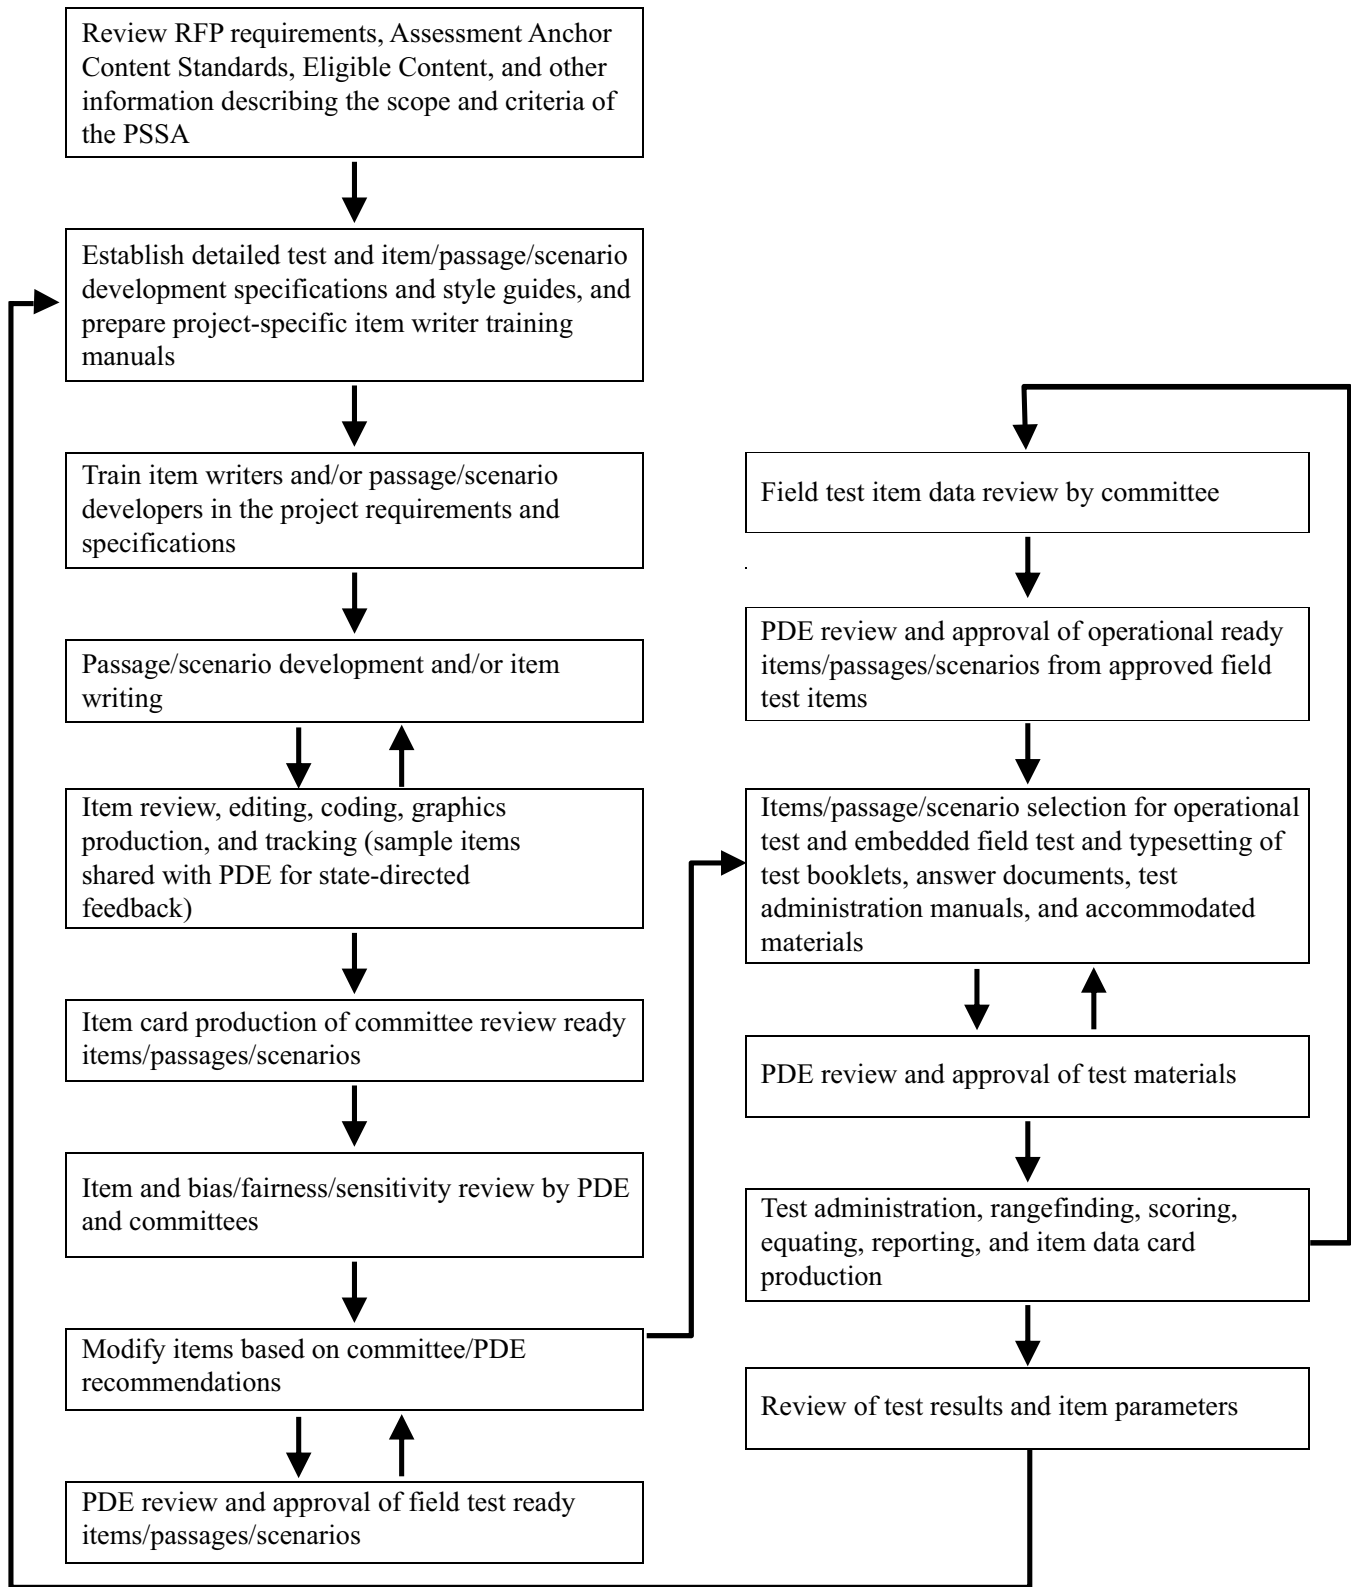 Review RFP requirements, Assessment Anchor
Content Standards, Eligible Content, and other
information describing the scope and criteria of
the PSSA
Establish detailed test and item/passage/scenario
development specifications and style guides, and
prepare project-specific item writer training
manuals
Train item writers and/or passage/scenario
developers in the project requirements and
specifications
Passage/scenario development and/or item
writing
Item review, editing, coding, graphics
production, and tracking (sample items
shared with PDE for state-directed
feedback)
Item card production of committee review ready
items/passages/scenarios
Item and bias/fairness/sensitivity review by PDE
and committees
Modify items based on committee/PDE
recommendations
PDE review and approval of field test ready
items/passages/scenarios
Field test item data review by committee
PDE review and approval of operational ready
items/passages/scenarios from approved field
test items
Items/passage/scenario selection for operational
test and embedded field test and typesetting of
test booklets, answer documents, test
administration manuals, and accommodated
materials
PDE review and approval of test materials
Test administration, rangefinding, scoring,
equating, reporting, and item data card
production
Review of test results and item parameters